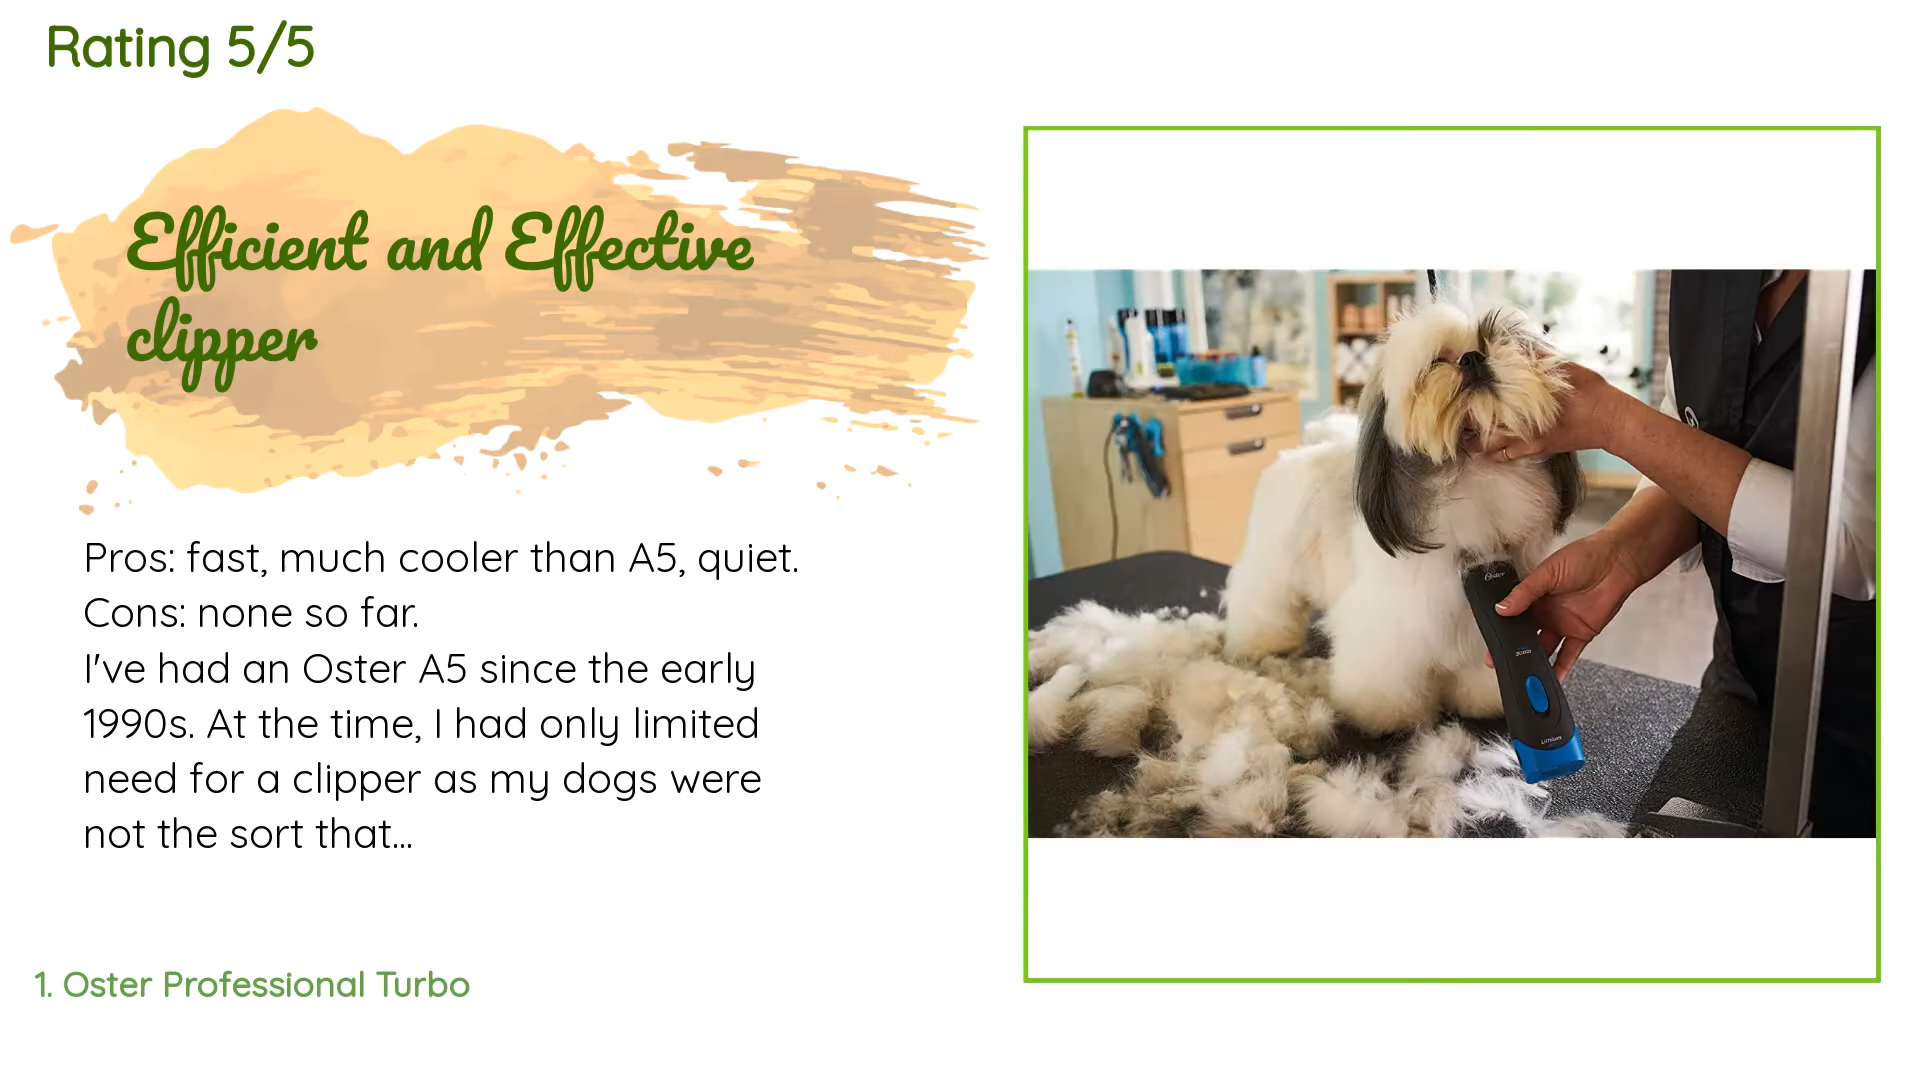 Rating 5/5
Efficient and Effective
clipper
Pros: fast, much cooler than A5, quiet.
Cons: none so far.
I've had an Oster A5 since the early
1990s. At the time, I had only limited
need for a clipper as my dogs were
not the sort that...
Oster
Lithium
1. Oster Professional Turbo